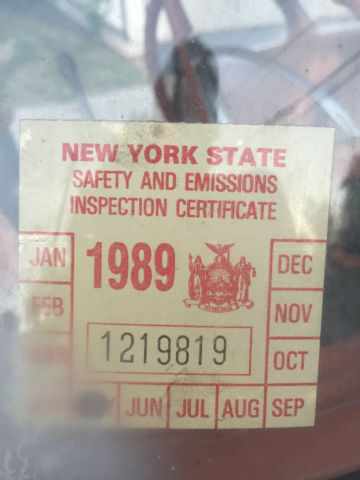 NEW YORK STATE
SAFETY AND EMISSIONS
INSPECTION CERTIFICATE
JAN
1989
DEC
FEB
NOV
1219819
OCT
JUN
JUL
AUG
SEP